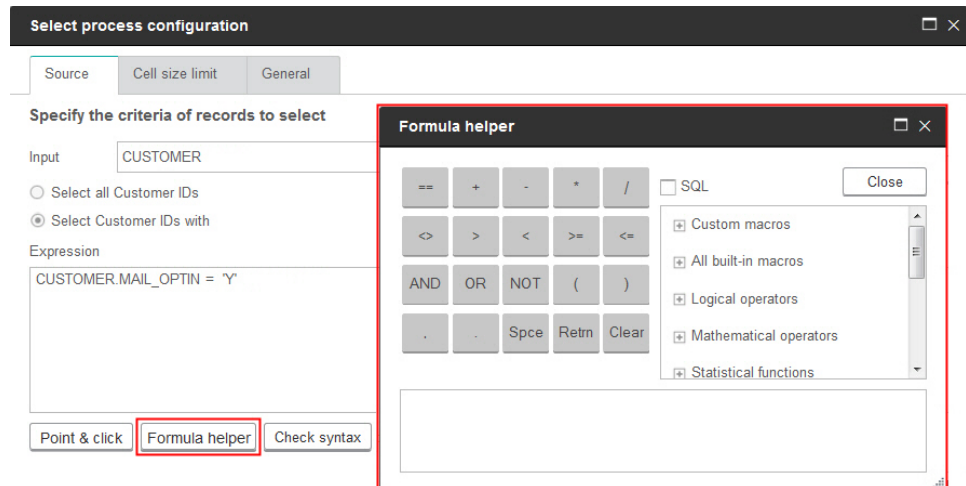 Select process configuration
Source Cell size limit General
Specify the criteria of records to select
Input CUSTOMER
Select all Customer IDs
Select Customer IDs with
Expression
CUSTOMER.MAIL_OPTIN = 'Y'
Point & click Formula helper Check syntax
Formula helper
== + - * /
<> > < >= <=
AND OR NOT ( )
, . Spce Retrn Clear
SQL Close
Custom macros
All built-in macros
Logical operators
Mathematical operators
Statistical functions